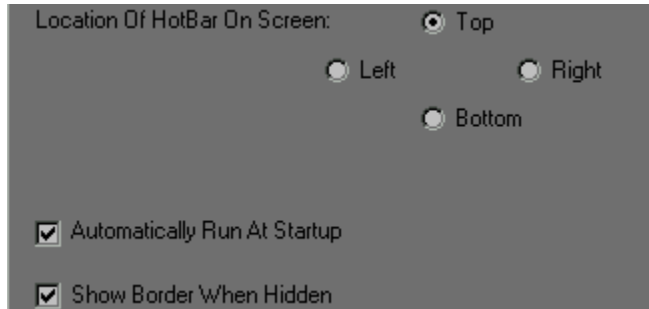 Location Of HotBar On Screen:
Top
Left
Right
Bottom
Automatically Run At Startup
Show Border When Hidden